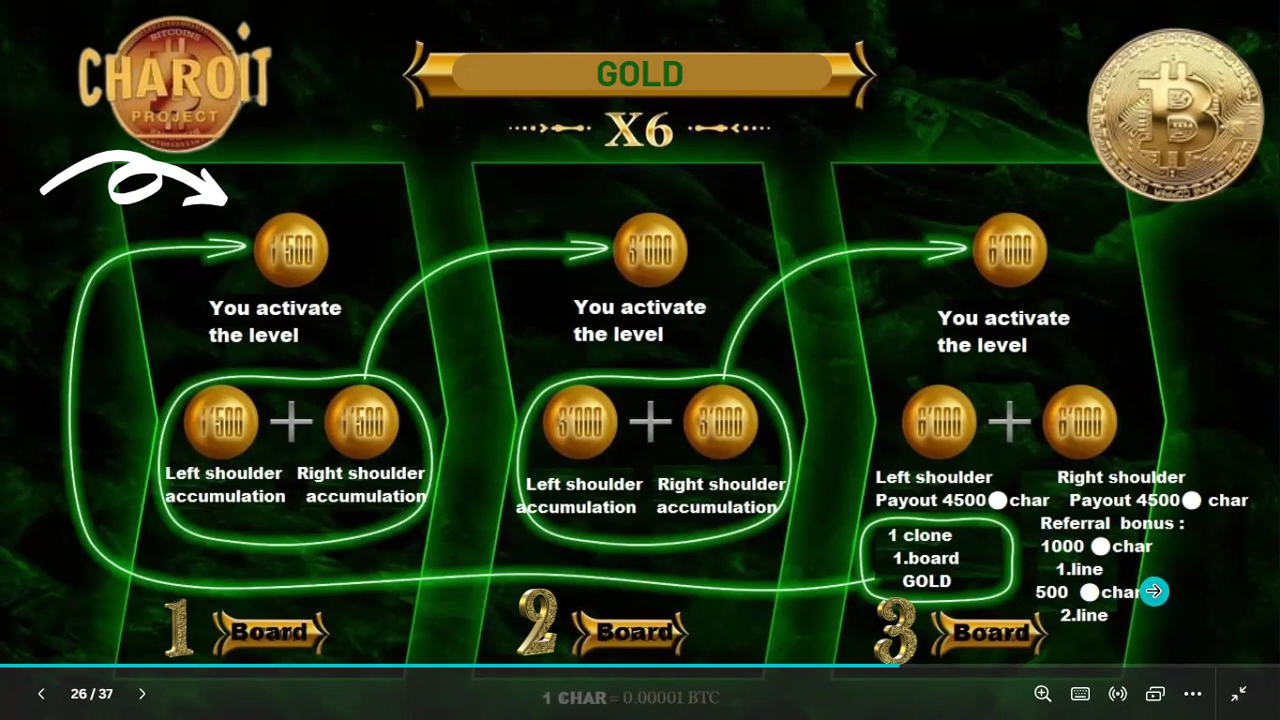 BITCOINS
CHAROIT
PROJECT
GOLD
X6
1'500
3'000
6'000
You activate
the level
You activate
the level
You activate
the level
1'500
1'500
3'000
3'000
6'000
6'000
Left shoulder
accumulation
Right shoulder
accumulation
Left shoulder
accumulation
Right shoulder
accumulation
Left shoulder
Payout 4500 char
Right shoulder
Payout 4500 char
1 clone
1.board
GOLD
Referral bonus :
1000 char
1.line
500 char
2.line
1 Board
2 Board
3 Board
26 / 37
1 CHAR = 0.00001 BTC